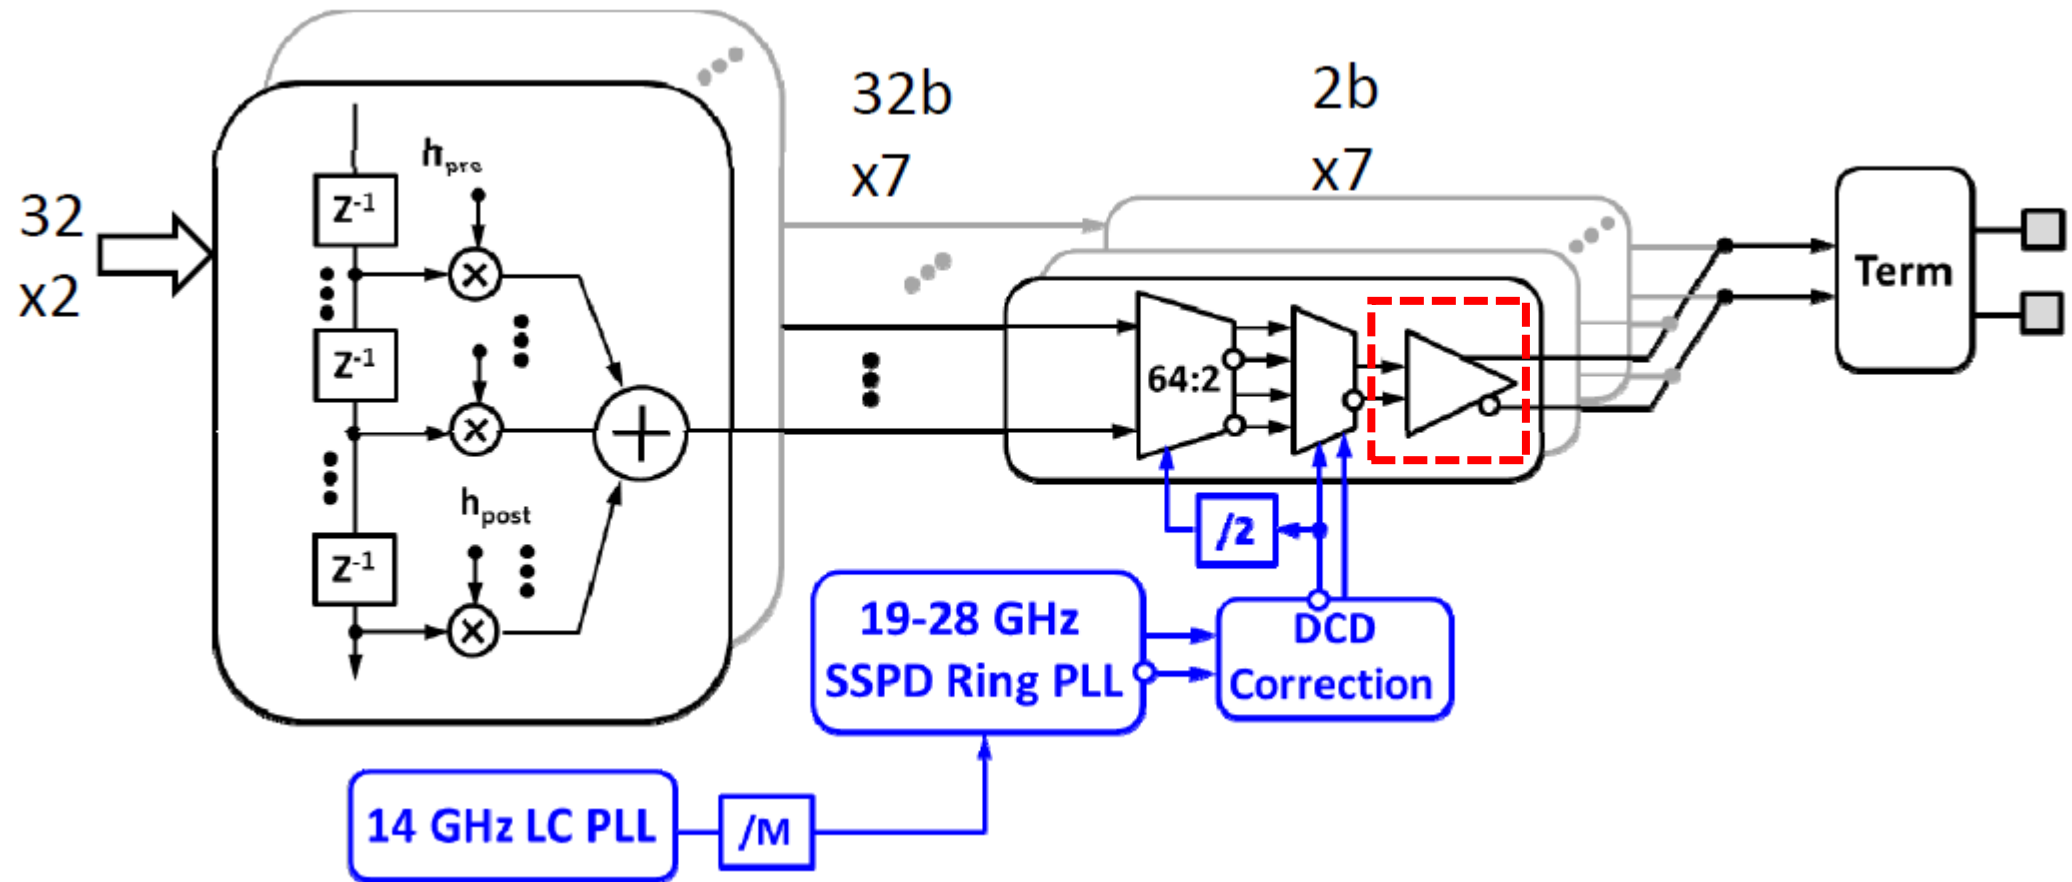 32
x2
h_pre
Z^-1
Z^-1
h_post
Z^-1
32b
x7
2b
x7
64:2
Term
/2
19-28 GHz
SSPD Ring PLL
DCD
Correction
14 GHz LC PLL
/M